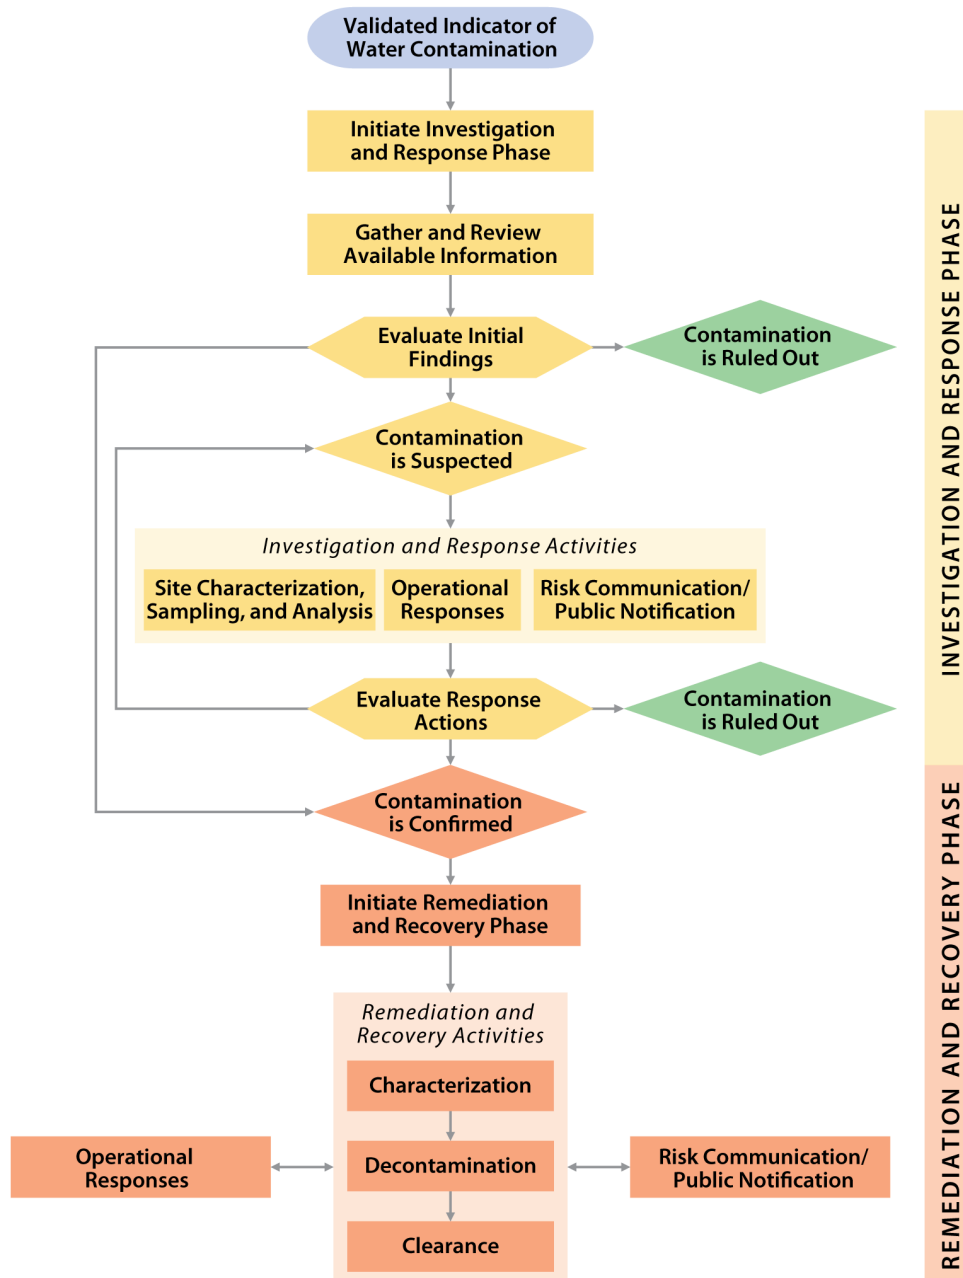 Validated Indicator of
Water Contamination
Initiate Investigation
and Response Phase
Gather and Review
Available Information
Evaluate Initial
Findings
Contamination
is Ruled Out
Contamination
is Suspected
Investigation and Response Activities
Site Characterization,
Sampling, and Analysis
Operational
Responses
Risk Communication/
Public Notification
Evaluate Response
Actions
Contamination
is Ruled Out
INVESTIGATION AND RESPONSE PHASE
Contamination
is Confirmed
Initiate Remediation
and Recovery Phase
Remediation and
Recovery Activities
Characterization
Operational
Responses
Decontamination
Risk Communication/
Public Notification
Clearance
REMEDIATION AND RECOVERY PHASE